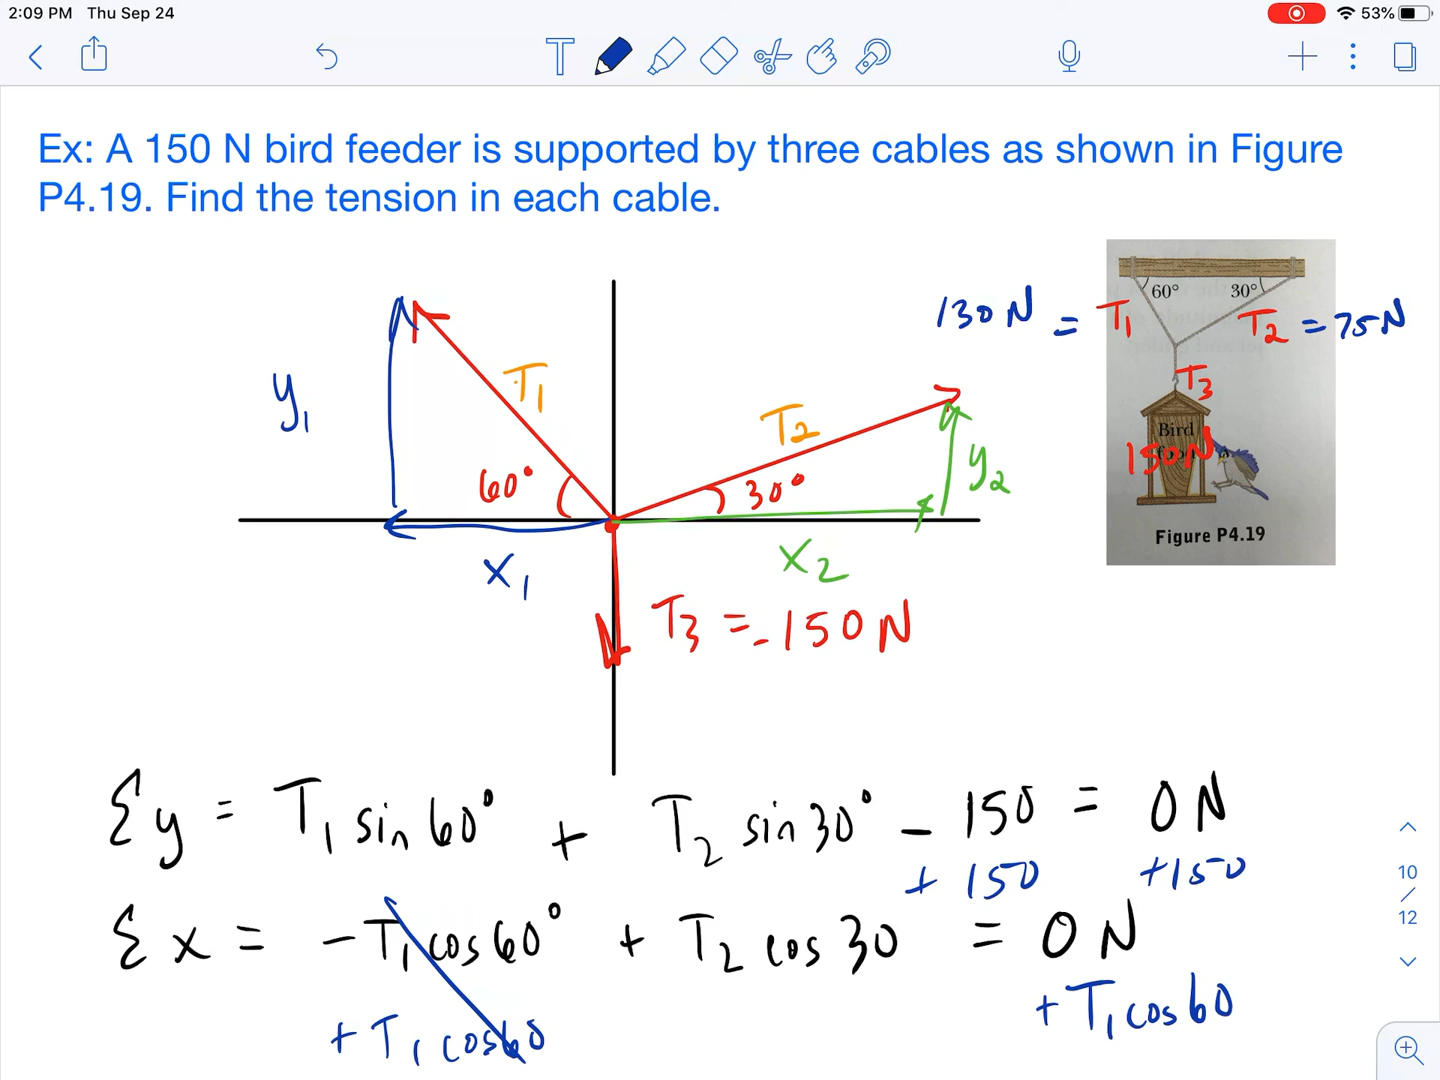 2:09 PM Thu Sep 24
53%
Ex: A 150 N bird feeder is supported by three cables as shown in Figure
P4.19. Find the tension in each cable.
60° 30°
130 N = T1 T2 = 75 N
T3
Bird
150N
Figure P4.19
y1 T1 T2 y2
60° 30°
x1 x2
T3 = -150 N
Σy = T1 sin 60° + T2 sin 30° - 150 = 0 N
+ 150 +150
Σx = -T1 cos 60° + T2 cos 30 = 0 N
+ T1 cos 60 + T1 cos 60
10
/
12